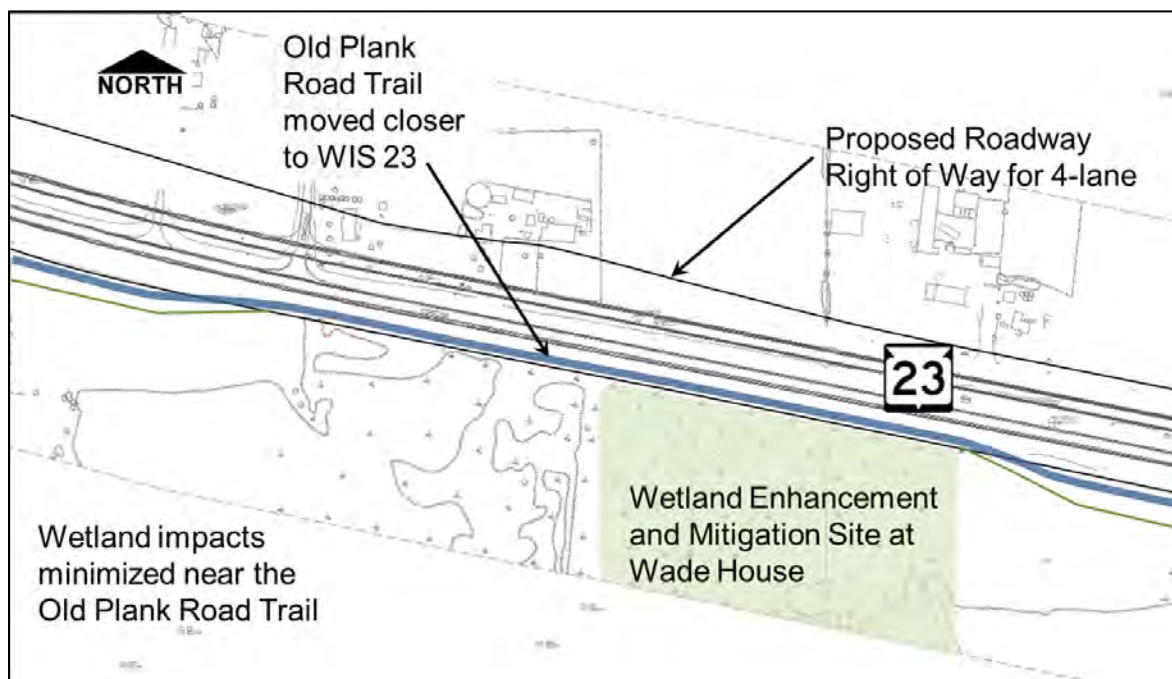 NORTH
Old Plank
Road Trail
moved closer
to WIS 23
Proposed Roadway
Right of Way for 4-lane
23
Wetland Enhancement
and Mitigation Site at
Wade House
Wetland impacts
minimized near the
Old Plank Road Trail